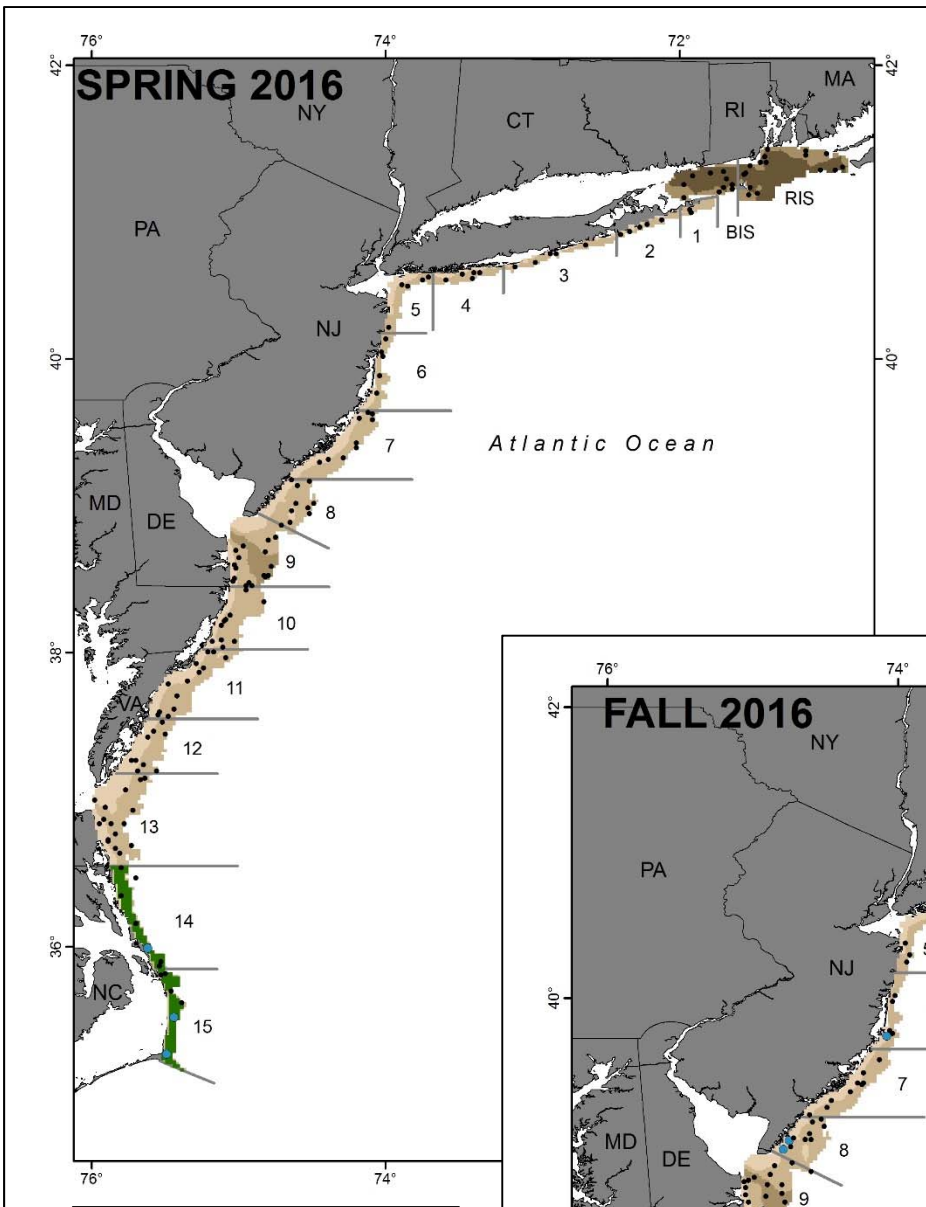 76°
74°
72°
42°
42°
SPRING 2016
NY
CT
RI
MA
PA
RIS
BIS
1
2
3
4
5
NJ
40°
40°
6
Atlantic Ocean
7
MD
DE
8
9
10
38°
11
VA
12
13
14
36°
NC
15
76°
74°
76°
74°
42°
FALL 2016
NY
PA
5
NJ
40°
7
MD
DE
8
9